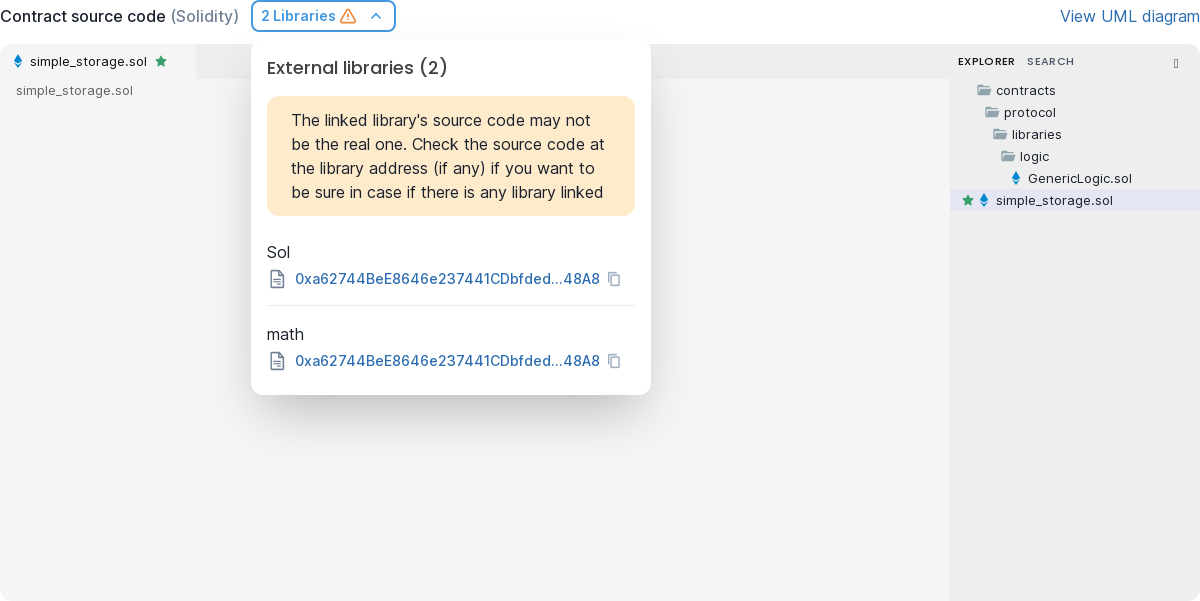 Contract source code (Solidity)
2 Libraries
View UML diagram
simple_storage.sol
simple_storage.sol
External libraries (2)
The linked library's source code may not
be the real one. Check the source code at
the library address (if any) if you want to
be sure in case if there is any library linked
Sol
0xa62744BeE8646e237441CDbfded...48A8
math
0xa62744BeE8646e237441CDbfded...48A8
EXPLORER SEARCH
contracts
protocol
libraries
logic
GenericLogic.sol
simple_storage.sol